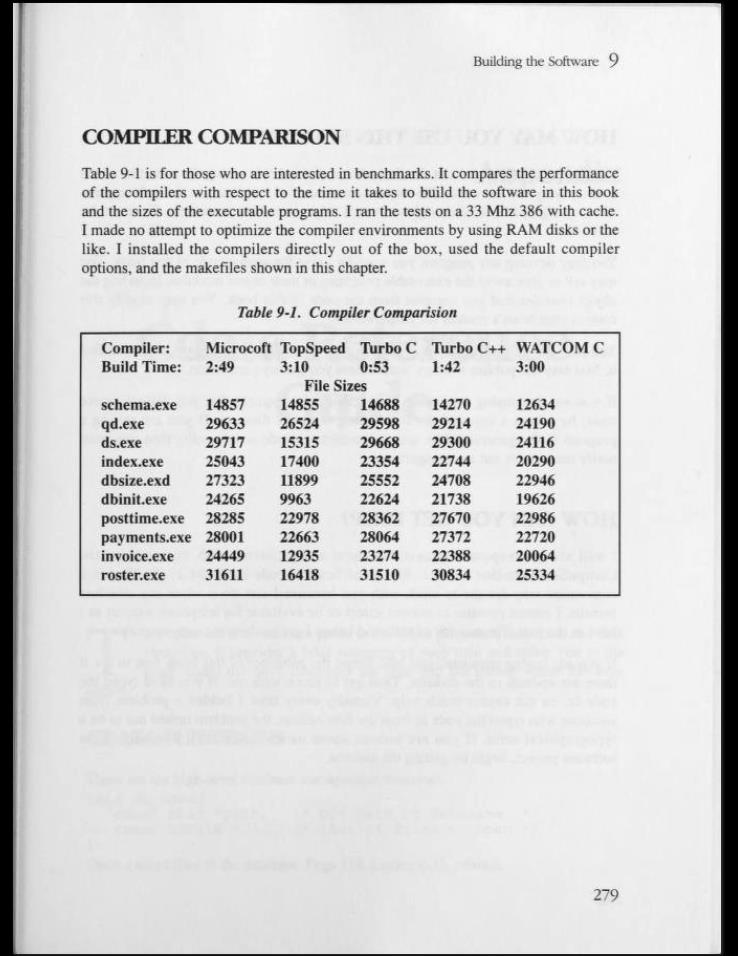 Building the Software 9
COMPILER COMPARISON
Table 9-1 is for those who are interested in benchmarks. It compares the performance
of the compilers with respect to the time it takes to build the software in this book
and the sizes of the executable programs. I ran the tests on a 33 Mhz 386 with cache.
I made no attempt to optimize the compiler environments by using RAM disks or the
like. I installed the compilers directly out of the box, used the default compiler
options, and the makefiles shown in this chapter.
Table 9-1. Compiler Comparision
Compiler: Microcoft TopSpeed Turbo C Turbo C++ WATCOM C
Build Time: 2:49 3:10 0:53 1:42 3:00
File Sizes
schema.exe 14857 14855 14688 14270 12634
qd.exe 29633 26524 29598 29214 24190
ds.exe 29717 15315 29668 29300 24116
index.exe 25043 17400 23354 22744 20290
dbsize.exd 27323 11899 25552 24708 22946
dbinit.exe 24265 9963 22624 21738 19626
posttime.exe 28285 22978 28362 27670 22986
payments.exe 28001 22663 28064 27372 22720
invoice.exe 24449 12935 23274 22388 20064
roster.exe 31611 16418 31510 30834 25334
279